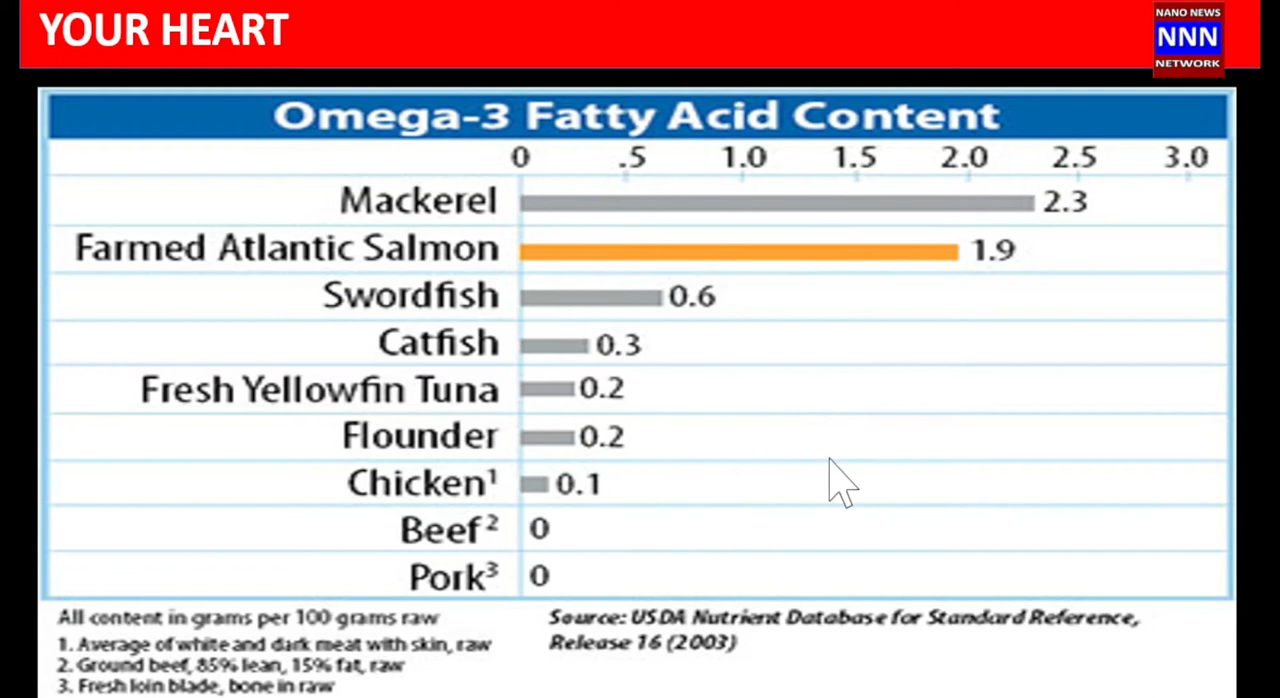 YOUR HEART
NANO NEWS
NNN
NETWORK
Omega-3 Fatty Acid Content
0 .5 1.0 1.5 2.0 2.5 3.0
Mackerel 2.3
Farmed Atlantic Salmon 1.9
Swordfish 0.6
Catfish 0.3
Fresh Yellowfin Tuna 0.2
Flounder 0.2
Chicken¹ 0.1
Beef² 0
Pork³ 0
All content in grams per 100 grams raw
1. Average of white and dark meat with skin, raw
2. Ground beef, 85% lean, 15% fat, raw
3. Fresh loin blade, bone in raw
Source: USDA Nutrient Database for Standard Reference,
Release 16 (2003)